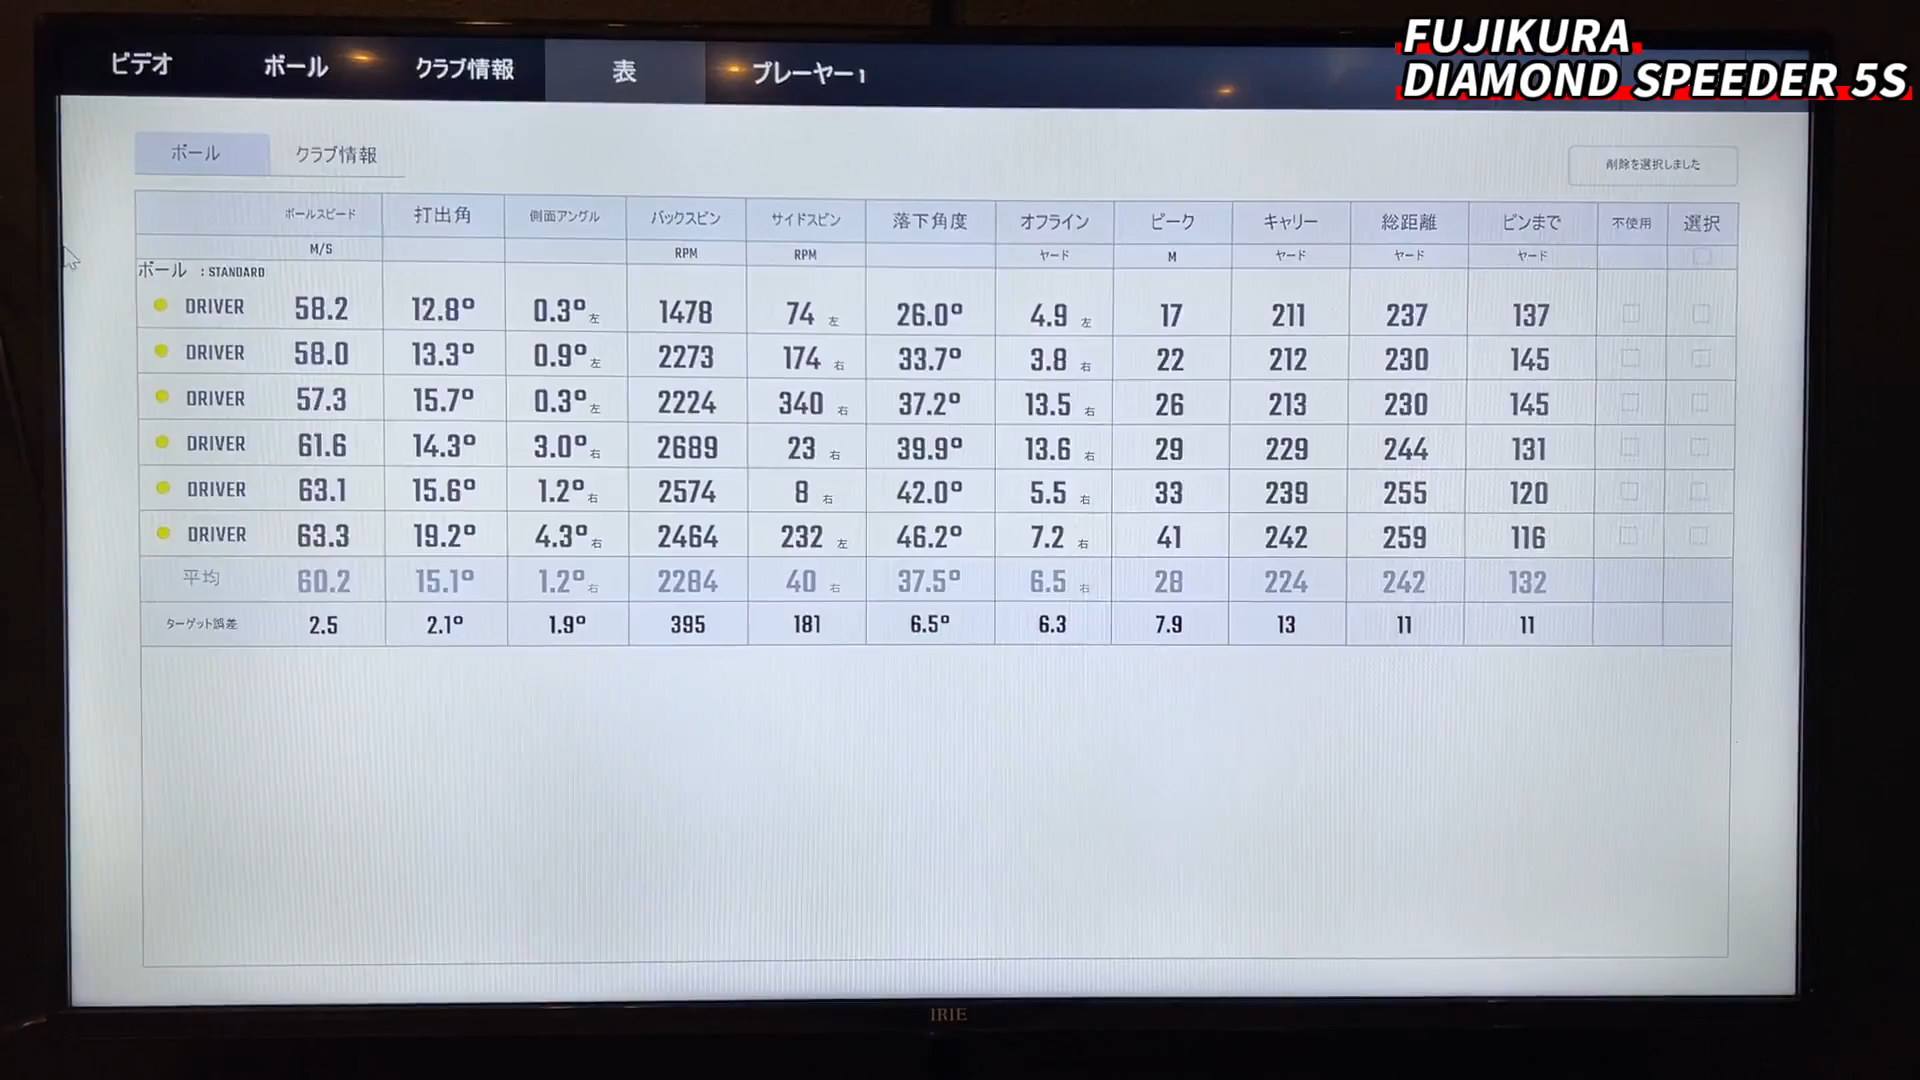 FUJIKURA
DIAMOND SPEEDER 5S
ビデオ ボール クラブ情報 表 プレーヤー1
ボール クラブ情報 削除を選択しました
ボールスピード 打出角 側面アングル バックスピン サイドスピン 落下角度 オフライン ピーク キャリー 総距離 ピンまで 不使用 選択
M/S RPM RPM ヤード M ヤード ヤード ヤード
ボール : STANDARD
DRIVER 58.2 12.8° 0.3° 左 1478 74 左 26.0° 4.9 左 17 211 237 137
DRIVER 58.0 13.3° 0.9° 左 2273 174 右 33.7° 3.8 右 22 212 230 145
DRIVER 57.3 15.7° 0.3° 左 2224 340 右 37.2° 13.5 右 26 213 230 145
DRIVER 61.6 14.3° 3.0° 右 2689 23 右 39.9° 13.6 右 29 229 244 131
DRIVER 63.1 15.6° 1.2° 右 2574 8 右 42.0° 5.5 右 33 239 255 120
DRIVER 63.3 19.2° 4.3° 右 2464 232 左 46.2° 7.2 右 41 242 259 116
平均 60.2 15.1° 1.2° 右 2284 40 右 37.5° 6.5 右 28 224 242 132
ターゲット誤差 2.5 2.1° 1.9° 395 181 6.5° 6.3 7.9 13 11 11
IRIE